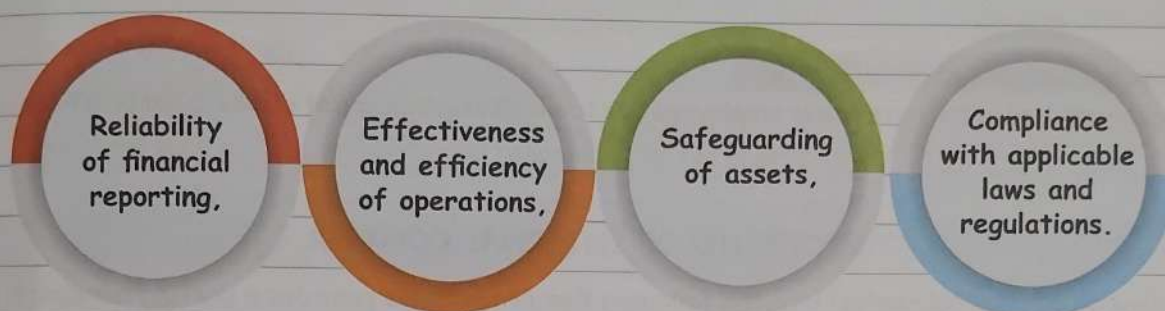 Reliability
of financial
reporting,
Effectiveness
and efficiency
of operations,
Safeguarding
of assets,
Compliance
with applicable
laws and
regulations.